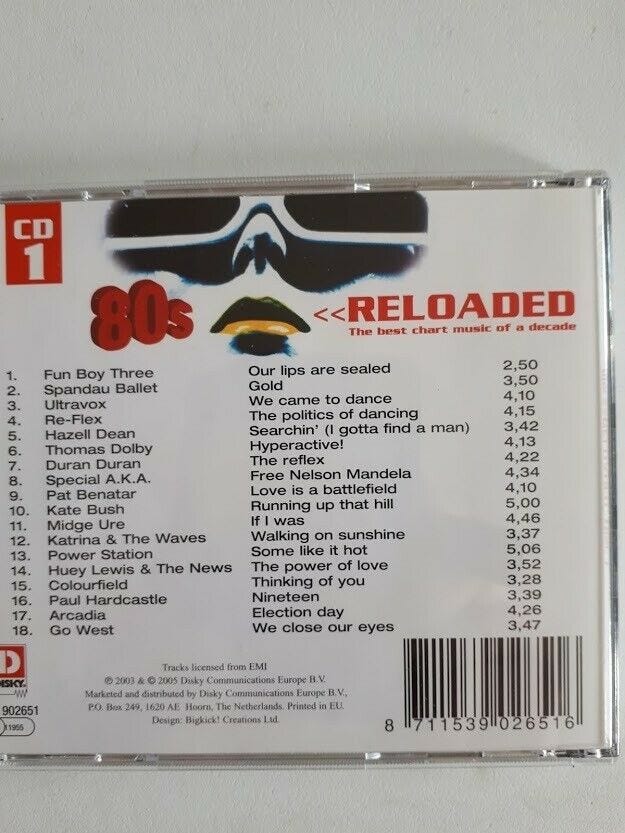 CD
1
80s
<<RELOADED
The best chart music of a decade
1. Fun Boy Three Our lips are sealed 2,50
2. Spandau Ballet Gold 3,50
3. Ultravox We came to dance 4,10
4. Re-Flex The politics of dancing 4,15
5. Hazell Dean Searchin' (I gotta find a man) 3,42
6. Thomas Dolby Hyperactive! 4,13
7. Duran Duran The reflex 4,22
8. Special A.K.A. Free Nelson Mandela 4,34
9. Pat Benatar Love is a battlefield 4,10
10. Kate Bush Running up that hill 5,00
11. Midge Ure If I was 4,46
12. Katrina & The Waves Walking on sunshine 3,37
13. Power Station Some like it hot 5,06
14. Huey Lewis & The News The power of love 3,52
15. Colourfield Thinking of you 3,28
16. Paul Hardcastle Nineteen 3,39
17. Arcadia Election day 4,26
18. Go West We close our eyes 3,47
D
DISKY
902651
11955
Tracks licensed from EMI
℗ 2003 & © 2005 Disky Communications Europe B.V.
Marketed and distributed by Disky Communications Europe B.V.,
P.O. Box 249, 1620 AE Hoorn, The Netherlands. Printed in EU.
Design: Bigkick! Creations Ltd.
8 711539 026516